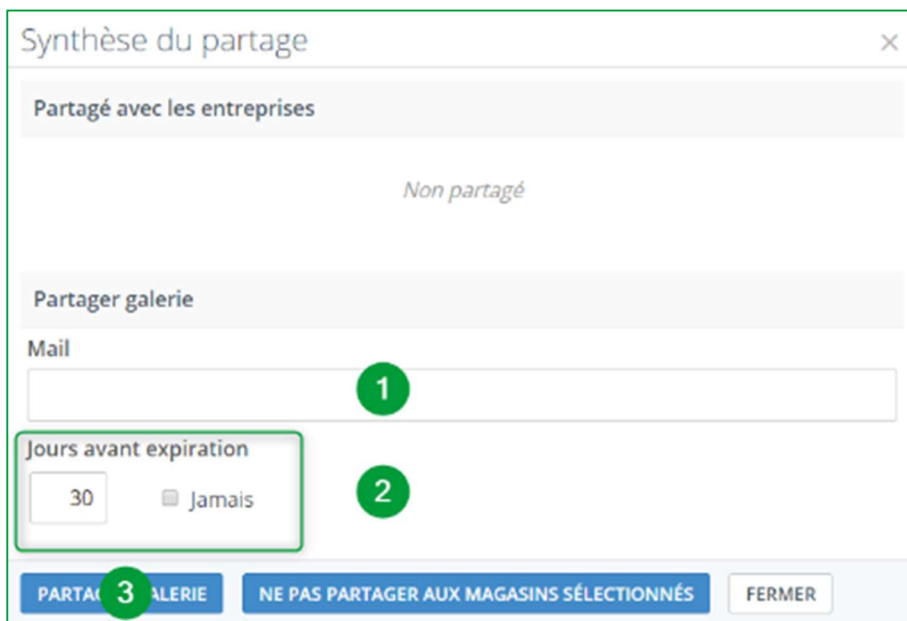 Synthèse du partage ×
Partagé avec les entreprises
Non partagé
Partager galerie
Mail
1
Jours avant expiration
30 Jamais
2
PARTA 3 ALERIE NE PAS PARTAGER AUX MAGASINS SÉLECTIONNÉS FERMER